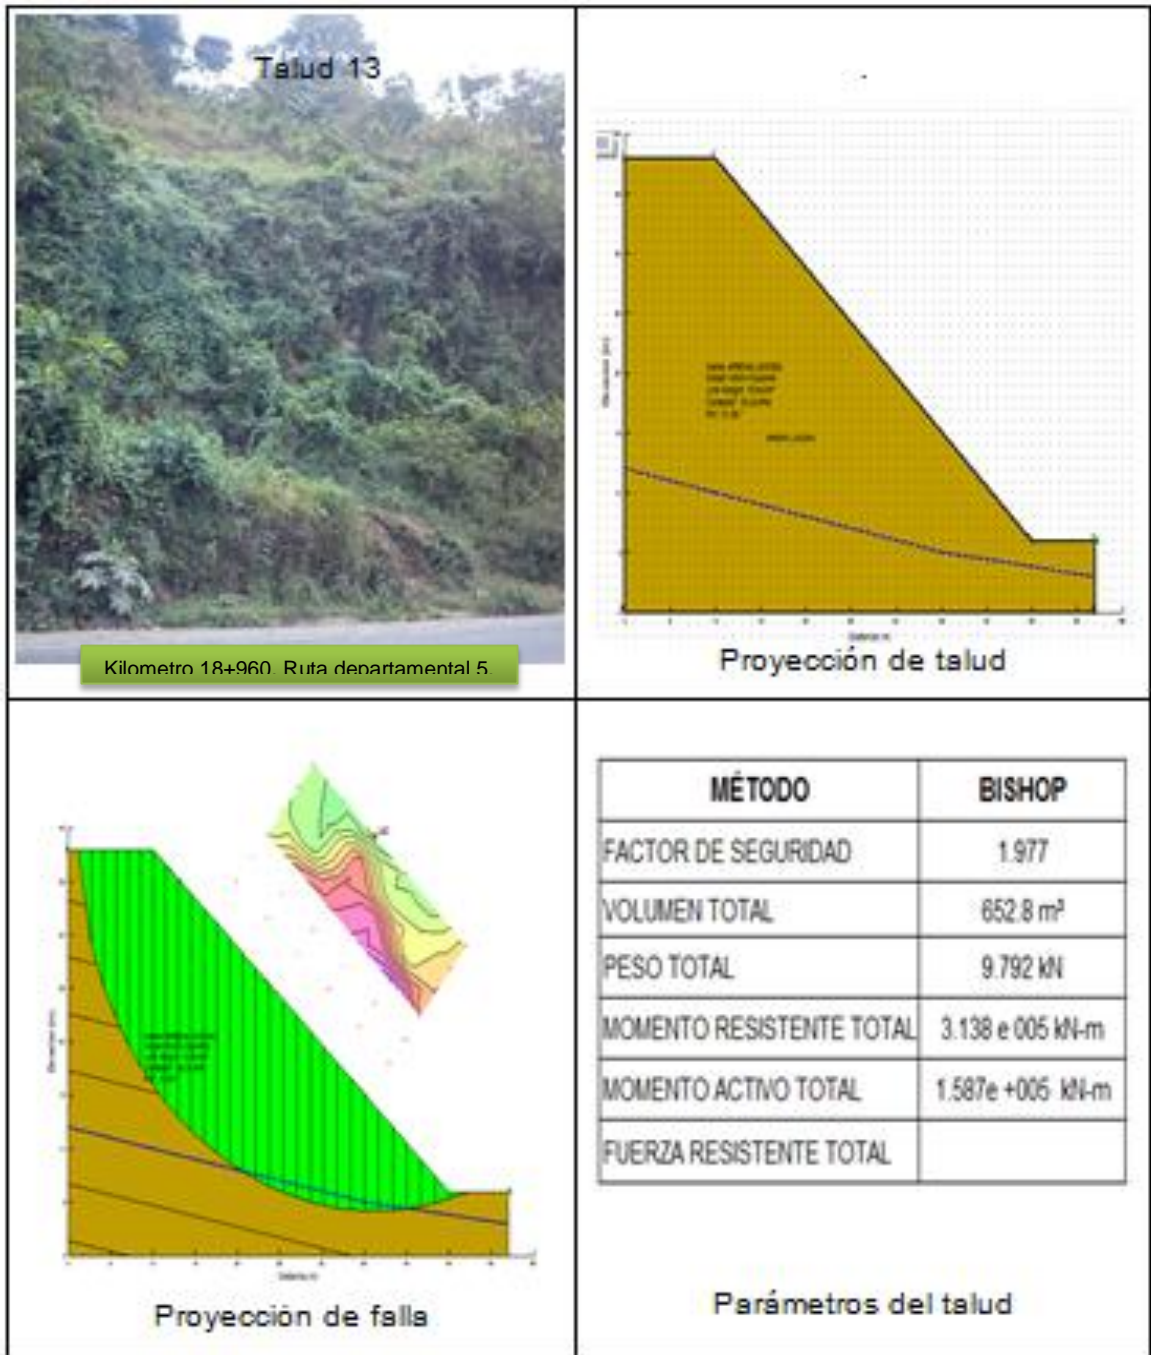 Talud 13
Kilometro 18+960. Ruta departamental 5.
Proyección de talud
Proyección de falla
MÉTODO BISHOP
FACTOR DE SEGURIDAD 1.977
VOLUMEN TOTAL 652.8 m³
PESO TOTAL 9.792 kN
MOMENTO RESISTENTE TOTAL 3.138 e 005 kN-m
MOMENTO ACTIVO TOTAL 1.587e +005 kN-m
FUERZA RESISTENTE TOTAL
Parámetros del talud